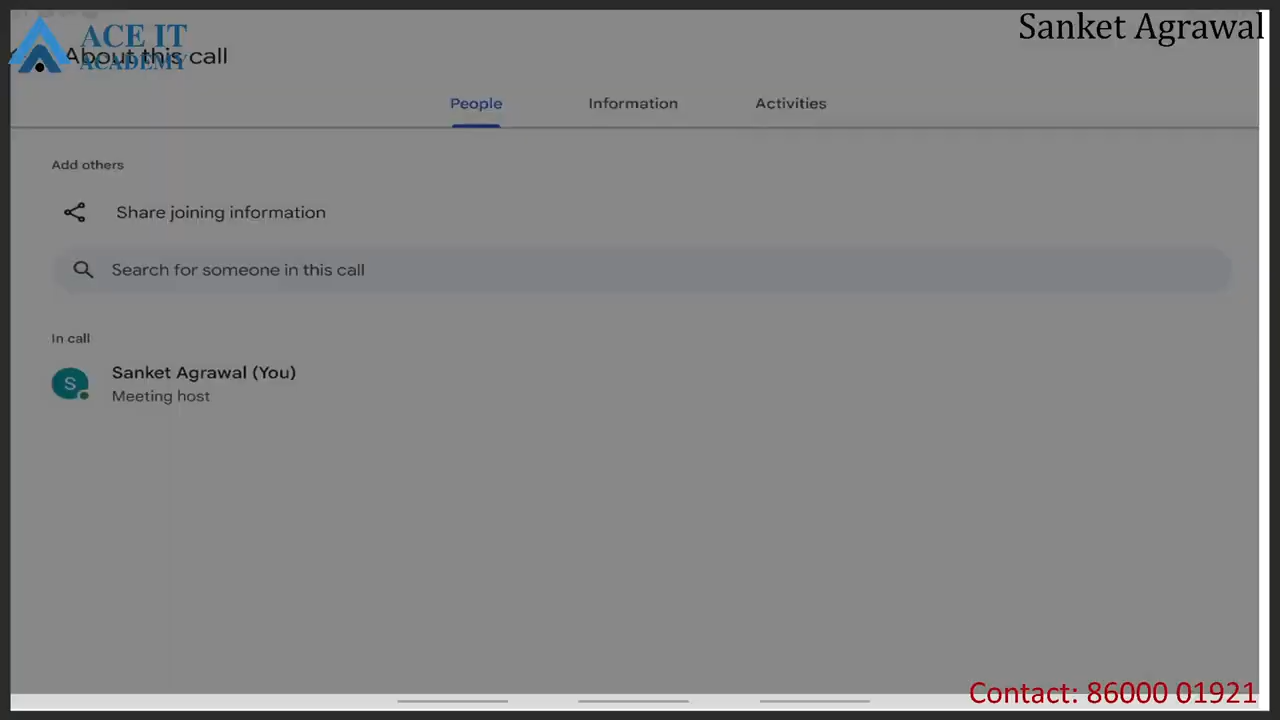 ACE IT
ACADEMY
Sanket Agrawal
About this call
People
Information
Activities
Add others
Share joining information
Search for someone in this call
In call
S
Sanket Agrawal (You)
Meeting host
Contact: 86000 01921